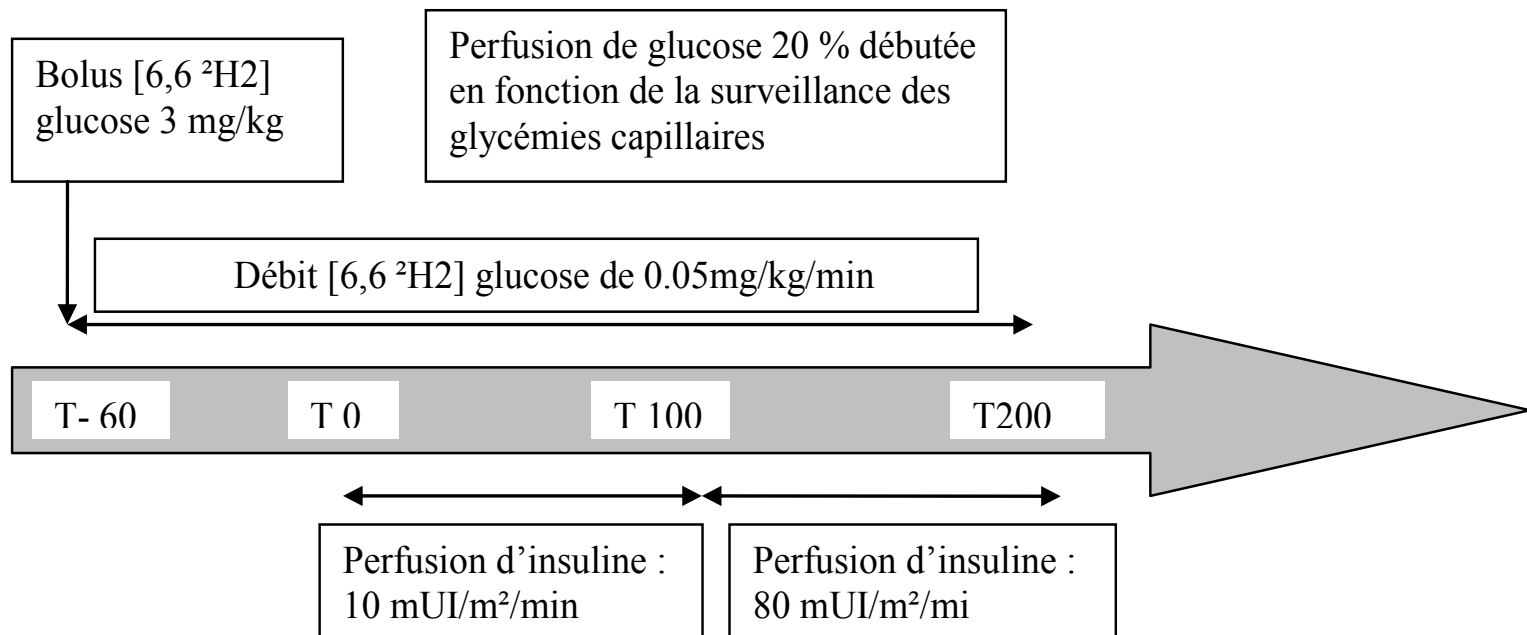 Bolus [6,6 ²H2]
glucose 3 mg/kg
Perfusion de glucose 20 % débutée
en fonction de la surveillance des
glycémies capillaires
Débit [6,6 ²H2] glucose de 0.05mg/kg/min
T- 60
T 0
T 100
T200
Perfusion d’insuline :
10 mUI/m²/min
Perfusion d’insuline :
80 mUI/m²/mi